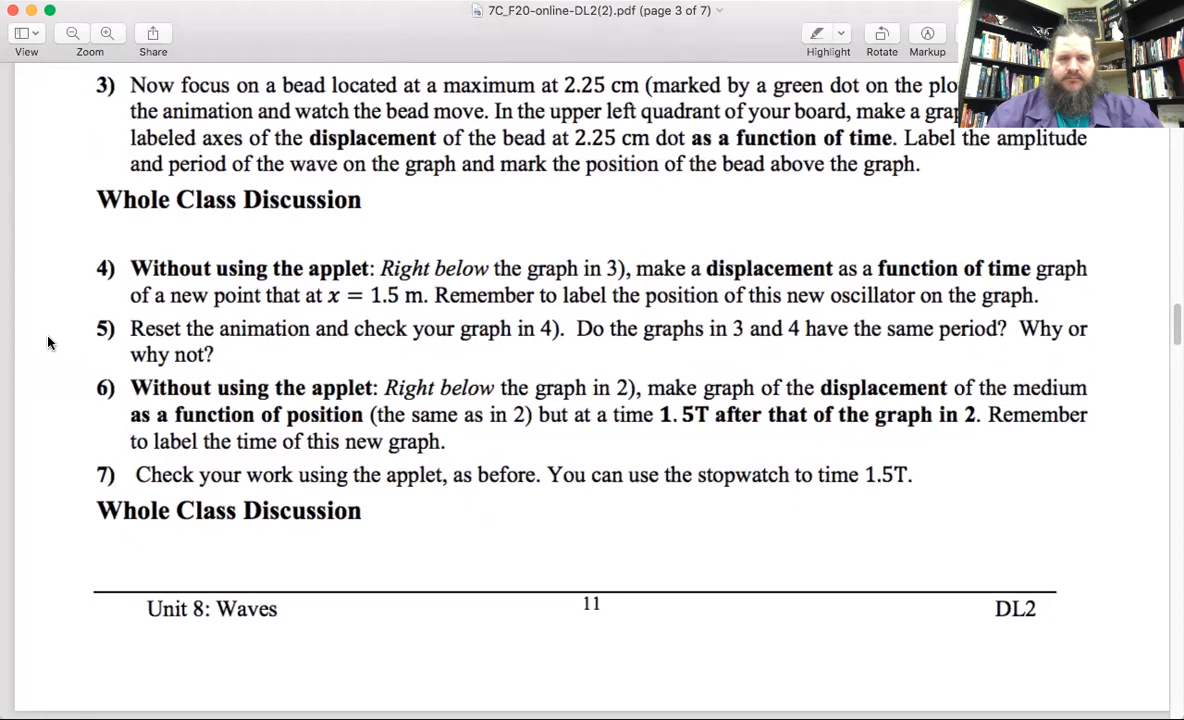 7C_F20-online-DL2(2).pdf (page 3 of 7)
View Zoom Share Highlight Rotate Markup
3) Now focus on a bead located at a maximum at 2.25 cm (marked by a green dot on the plo
the animation and watch the bead move. In the upper left quadrant of your board, make a gra
labeled axes of the displacement of the bead at 2.25 cm dot as a function of time. Label the amplitude
and period of the wave on the graph and mark the position of the bead above the graph.
Whole Class Discussion
4) Without using the applet: Right below the graph in 3), make a displacement as a function of time graph
of a new point that at x = 1.5 m. Remember to label the position of this new oscillator on the graph.
5) Reset the animation and check your graph in 4). Do the graphs in 3 and 4 have the same period? Why or
why not?
6) Without using the applet: Right below the graph in 2), make graph of the displacement of the medium
as a function of position (the same as in 2) but at a time 1.5T after that of the graph in 2. Remember
to label the time of this new graph.
7) Check your work using the applet, as before. You can use the stopwatch to time 1.5T.
Whole Class Discussion
Unit 8: Waves 11 DL2